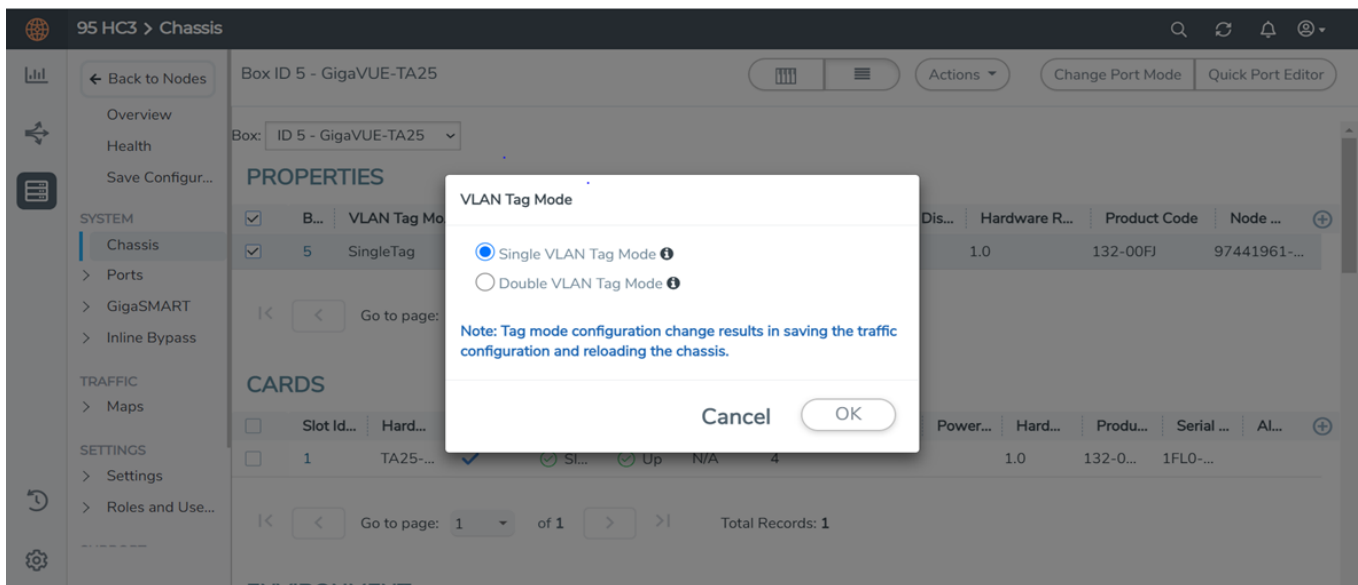 95 HC3 > Chassis
← Back to Nodes
Overview
Health
Save Configur...
SYSTEM
Chassis
> Ports
> GigaSMART
> Inline Bypass
TRAFFIC
> Maps
SETTINGS
> Settings
> Roles and Use...
Box ID 5 - GigaVUE-TA25
Actions
Change Port Mode
Quick Port Editor
Box: ID 5 - GigaVUE-TA25
PROPERTIES
B... VLAN Tag Mo Dis... Hardware R... Product Code Node ...
5 SingleTag 1.0 132-00FJ 97441961-...
Go to page:
VLAN Tag Mode
Single VLAN Tag Mode
Double VLAN Tag Mode
Note: Tag mode configuration change results in saving the traffic
configuration and reloading the chassis.
Cancel OK
CARDS
Slot Id... Hard... Power... Hard... Produ... Serial ... Al...
1 TA25-... Sl... Up N/A 4 1.0 132-0... 1FL0-...
Go to page: 1 of 1 Total Records: 1